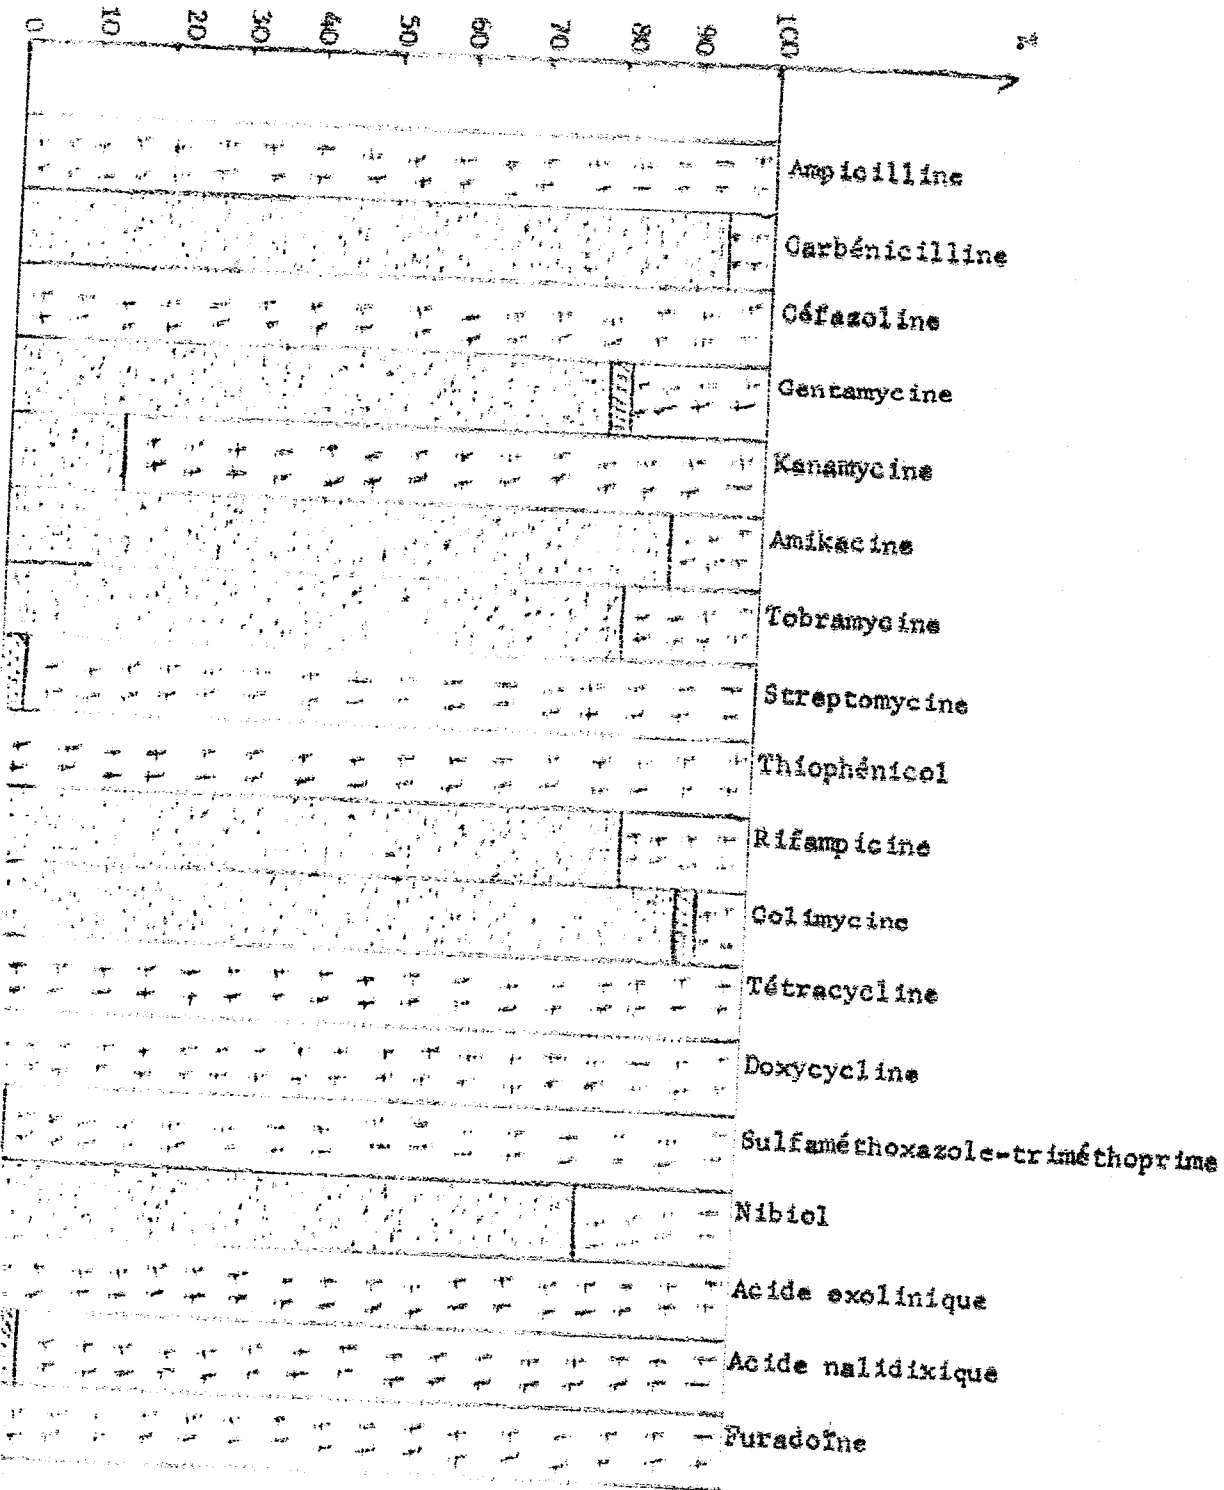 0 10 20 30 40 50 60 70 80 90 100 %
Ampicilline
Carbénicilline
Céfazoline
Gentamycine
Kanamycine
Amikacine
Tobramycine
Streptomycine
Thiophénicol
Rifampicine
Colimycine
Tétracycline
Doxycycline
Sulfaméthoxazole-triméthoprime
Nibiol
Acide oxolinique
Acide nalidixique
Furadoïne